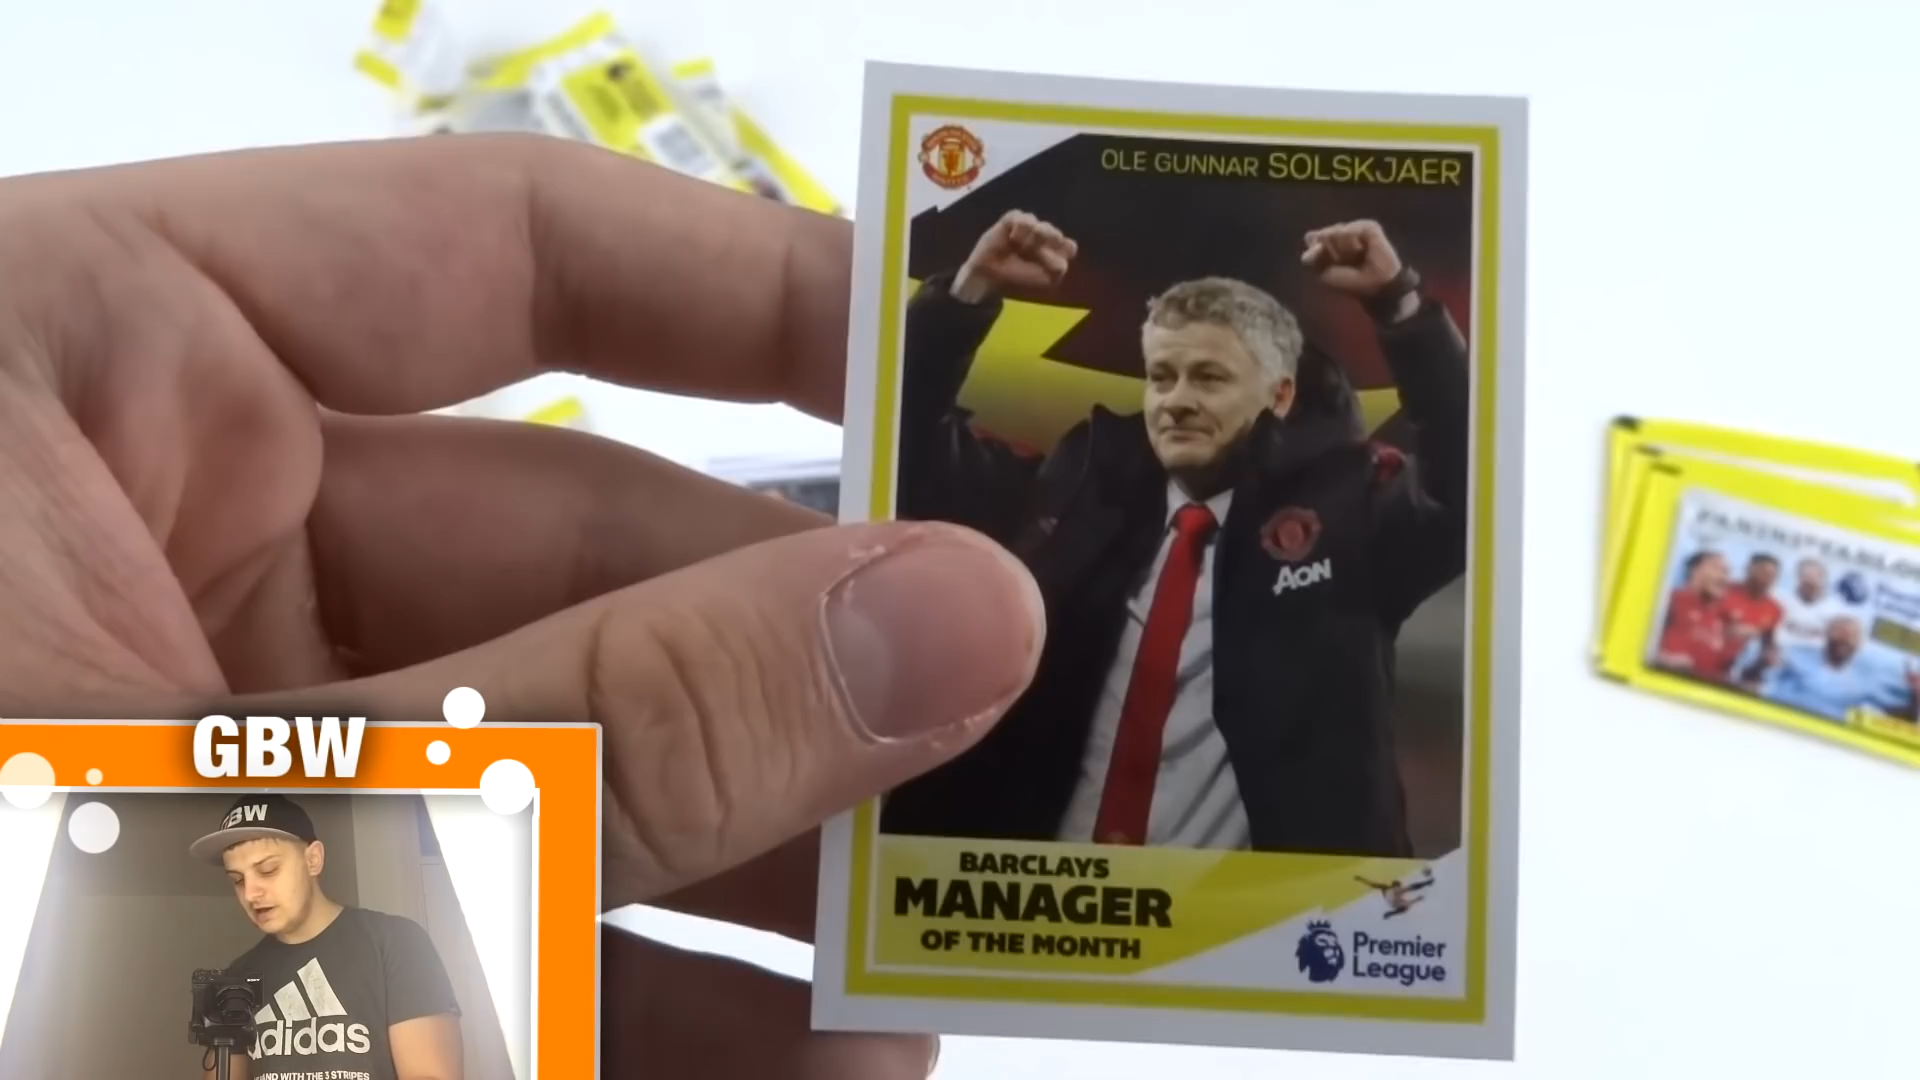 OLE GUNNAR SOLSKJAER
AON
BARCLAYS
MANAGER
OF THE MONTH
Premier
League
GBW
GBW
adidas